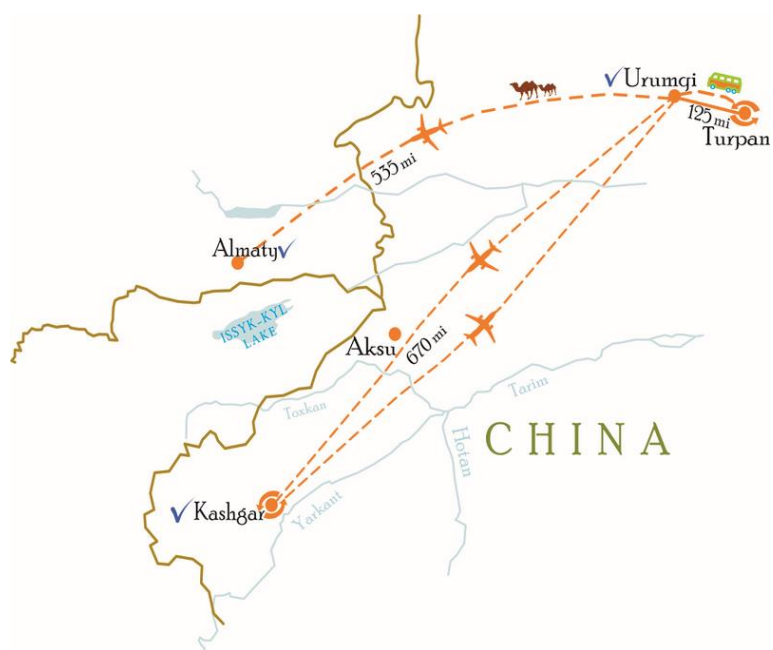 Urumqi
125 mi
Turpan
535 mi
Almaty
ISSYK-KYL
LAKE
Aksu
670 mi
Toxkan
Tarim
Hotan
CHINA
Kashgar
Yarkant